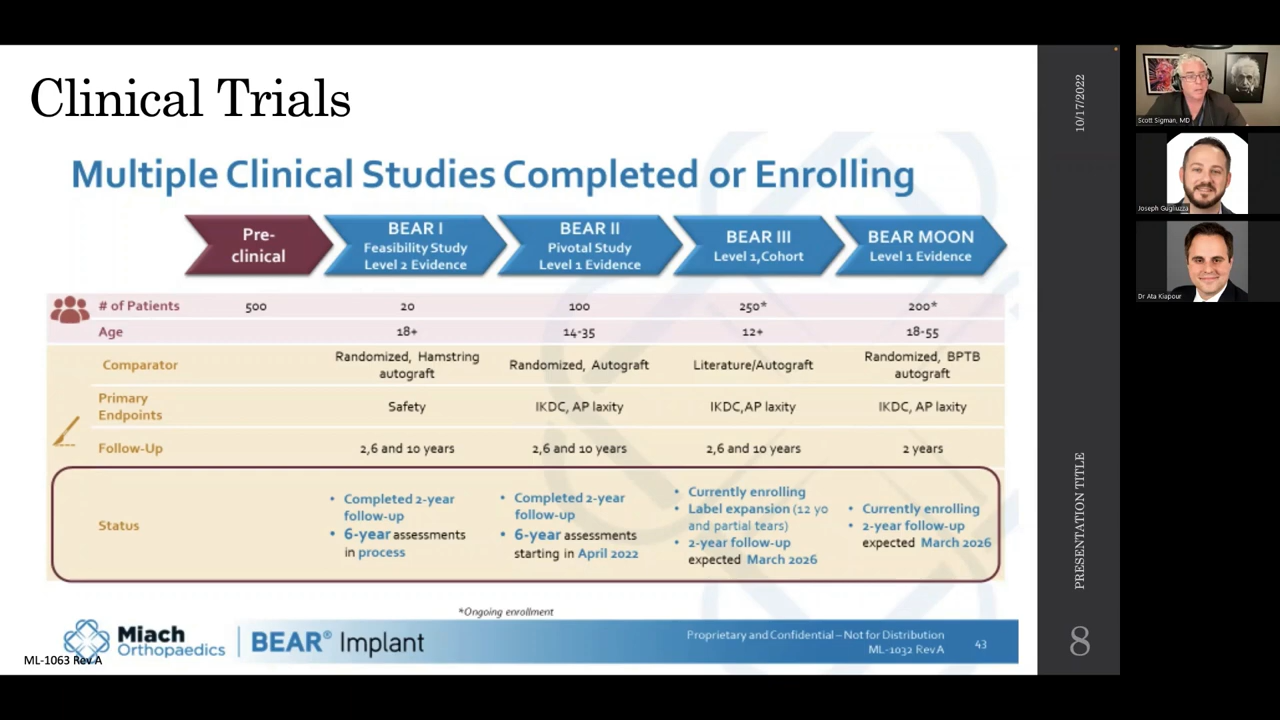 Clinical Trials
Multiple Clinical Studies Completed or Enrolling
Pre-
clinical
BEAR I
Feasibility Study
Level 2 Evidence
BEAR II
Pivotal Study
Level 1 Evidence
BEAR III
Level 1,Cohort
BEAR MOON
Level 1 Evidence
# of Patients 500 20 100 250* 200*
Age 18+ 14-35 12+ 18-55
Comparator
Randomized, Hamstring
autograft
Randomized, Autograft
Literature/Autograft
Randomized, BPTB
autograft
Primary
Endpoints
Safety
IKDC, AP laxity
IKDC,AP laxity
IKDC, AP laxity
Follow-Up 2,6 and 10 years 2,6 and 10 years 2,6 and 10 years 2 years
Status
• Completed 2-year
follow-up
• 6-year assessments
in process
• Completed 2-year
follow-up
• 6-year assessments
starting in April 2022
• Currently enrolling
• Label expansion (12 yo
and partial tears)
• 2-year follow-up
expected March 2026
• Currently enrolling
• 2-year follow-up
expected March 2026
*Ongoing enrollment
Miach
Orthopaedics
BEAR® Implant
Proprietary and Confidential – Not for Distribution
ML-1032 Rev A
43
ML-1063 Rev A
10/17/2022
PRESENTATION TITLE
8
Scott Sigman, MD
Joseph Gugliuzza
Dr Ata Kiapour